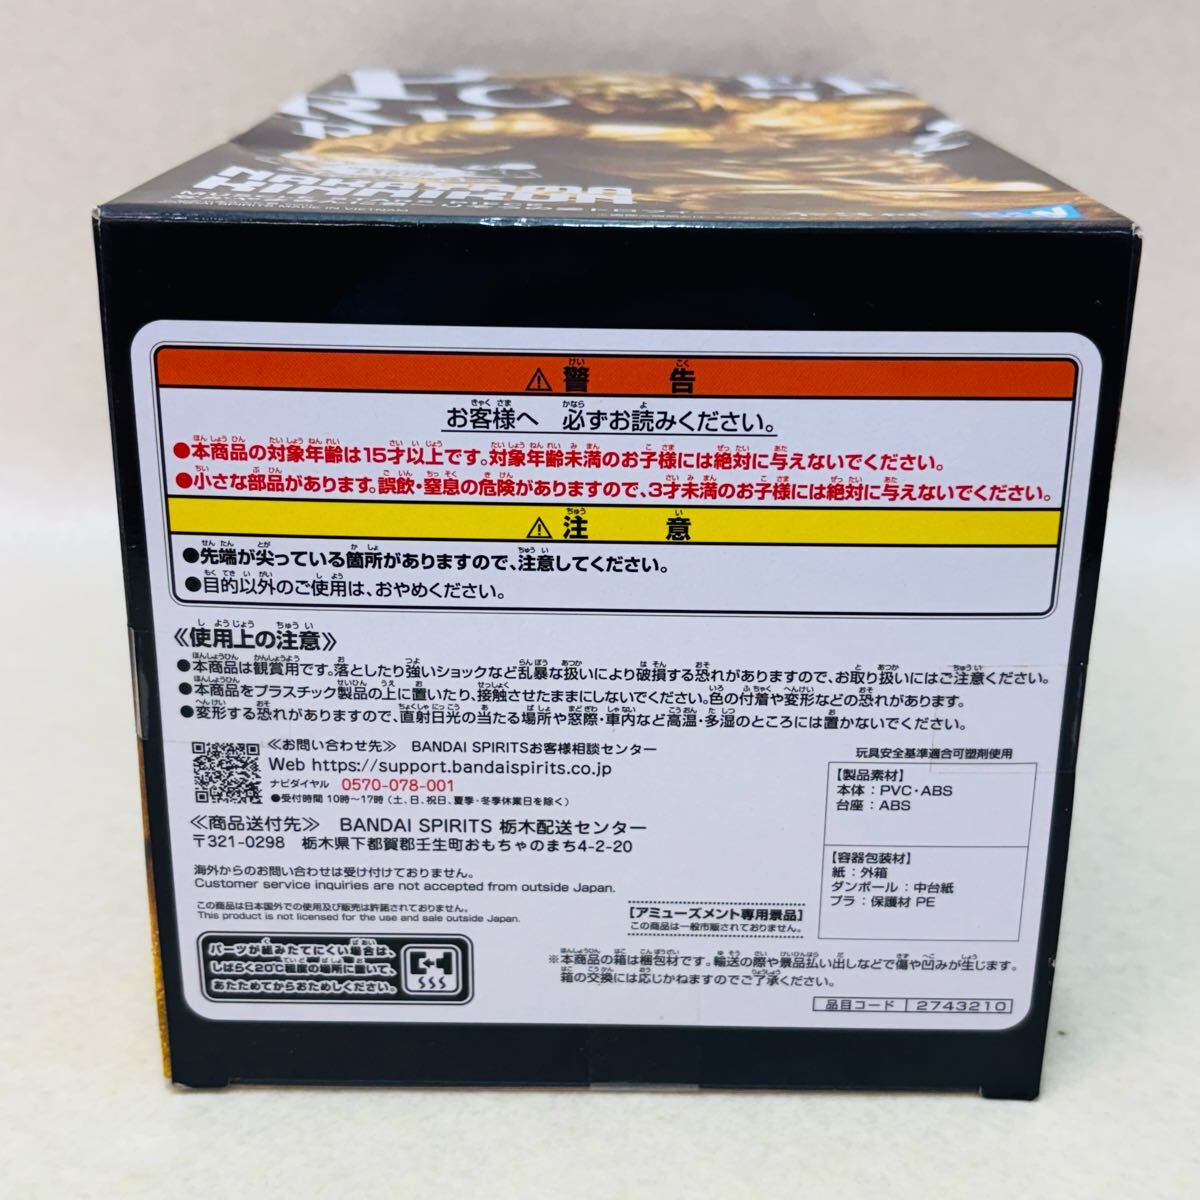 警告
お客様へ 必ずお読みください。
●本商品の対象年齢は15才以上です。対象年齢未満のお子様には絶対に与えないでください。
●小さな部品があります。誤飲・窒息の危険がありますので、3才未満のお子様には絶対に与えないでください。
注意
●先端が尖っている箇所がありますので、注意してください。
●目的以外のご使用は、おやめください。
≪使用上の注意≫
●本商品は観賞用です。落としたり強いショックなど乱暴な扱いにより破損する恐れがありますので、お取り扱いにはご注意ください。
●本商品をプラスチック製品の上に置いたり、接触させたままにしないでください。色の付着や変形などの恐れがあります。
●変形する恐れがありますので、直射日光の当たる場所や窓際・車内など高温・多湿のところには置かないでください。
≪お問い合わせ先≫ BANDAI SPIRITSお客様相談センター
Web https://support.bandaispirits.co.jp
ナビダイヤル 0570-078-001
●受付時間 10時〜17時(土、日、祝日、夏季・冬季休業日を除く)
≪商品送付先≫ BANDAI SPIRITS 栃木配送センター
〒321-0298 栃木県下都賀郡壬生町おもちゃのまち4-2-20
海外からのお問い合わせは受け付けておりません。
Customer service inquiries are not accepted from outside Japan.
この商品は日本国外での使用及び販売は許諾されておりません。
This product is not licensed for the use and sale outside Japan.
パーツが組みたてにくい場合は、
しばらく20℃程度の場所に置いて、
あたためてからおためしください。
玩具安全基準適合可塑剤使用
【製品素材】
本体:PVC・ABS
台座:ABS
【容器包装材】
紙:外箱
ダンボール:中台紙
プラ:保護材 PE
【アミューズメント専用景品】
この商品は一般市販されておりません。
※本商品の箱は梱包材です。輸送の際や景品払い出しなどで傷や凹みが生じます。
箱の交換には応じかねますのでご了承ください。
品目コード 2743210